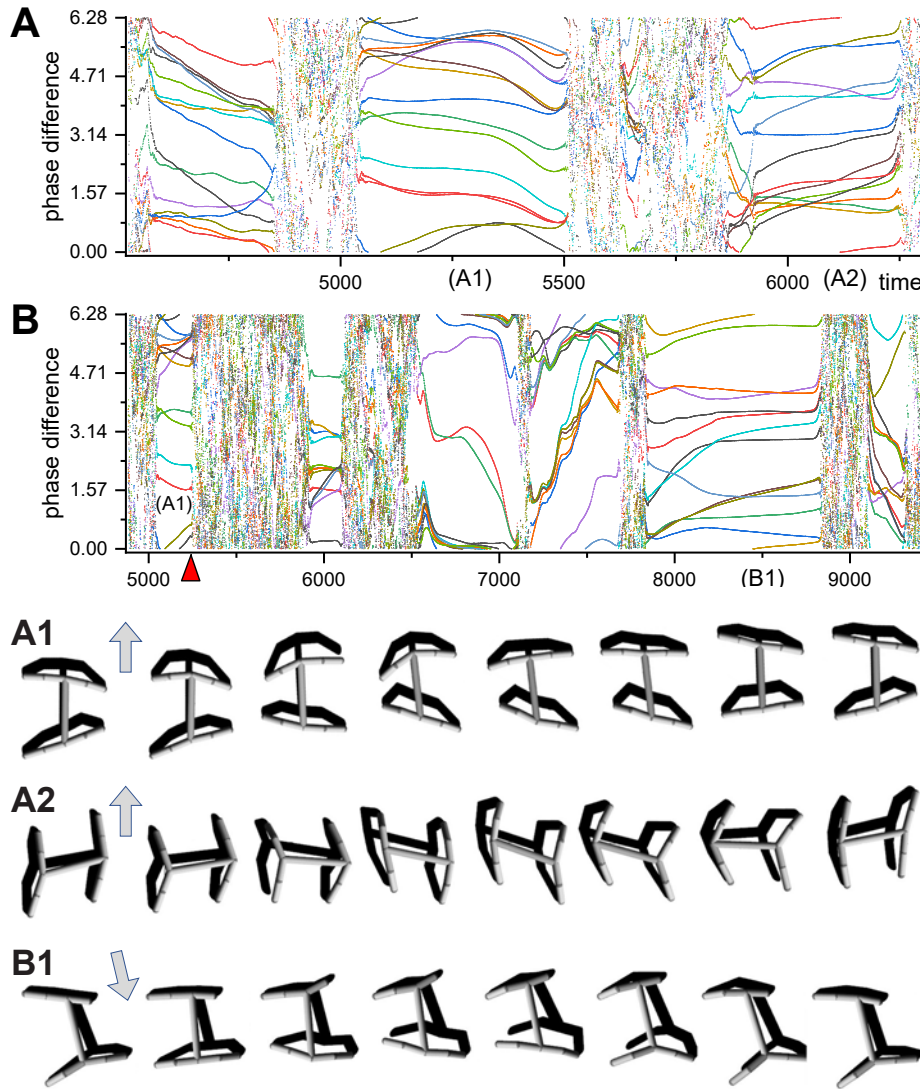 A
6.28
4.71
3.14
1.57
0.00
phase difference
5000 (A1) 5500 6000 (A2) time
B
6.28
4.71
3.14
1.57
0.00
phase difference
(A1)
5000 6000 7000 8000 (B1) 9000
A1
A2
B1